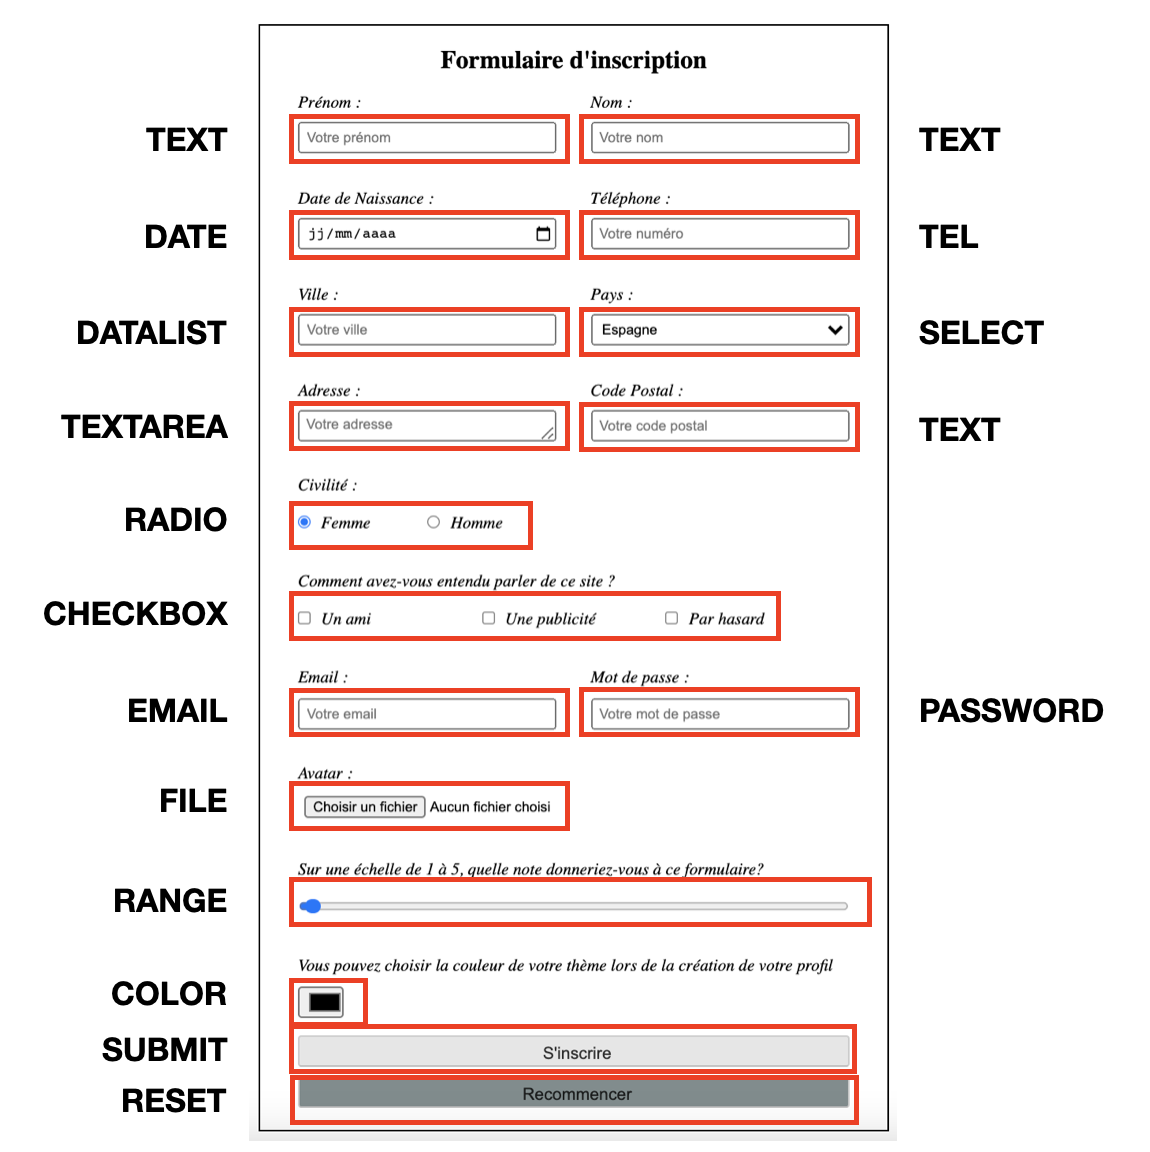 Formulaire d'inscription
Prénom : Nom :
TEXT Votre prénom Votre nom TEXT
Date de Naissance : Téléphone :
DATE jj/mm/aaaa Votre numéro TEL
Ville : Pays :
DATALIST Votre ville Espagne SELECT
Adresse : Code Postal :
TEXTAREA Votre adresse Votre code postal TEXT
Civilité :
RADIO Femme Homme
Comment avez-vous entendu parler de ce site ?
CHECKBOX Un ami Une publicité Par hasard
Email : Mot de passe :
EMAIL Votre email Votre mot de passe PASSWORD
Avatar :
FILE Choisir un fichier Aucun fichier choisi
Sur une échelle de 1 à 5, quelle note donneriez-vous à ce formulaire?
RANGE
Vous pouvez choisir la couleur de votre thème lors de la création de votre profil
COLOR
SUBMIT S'inscrire
RESET Recommencer